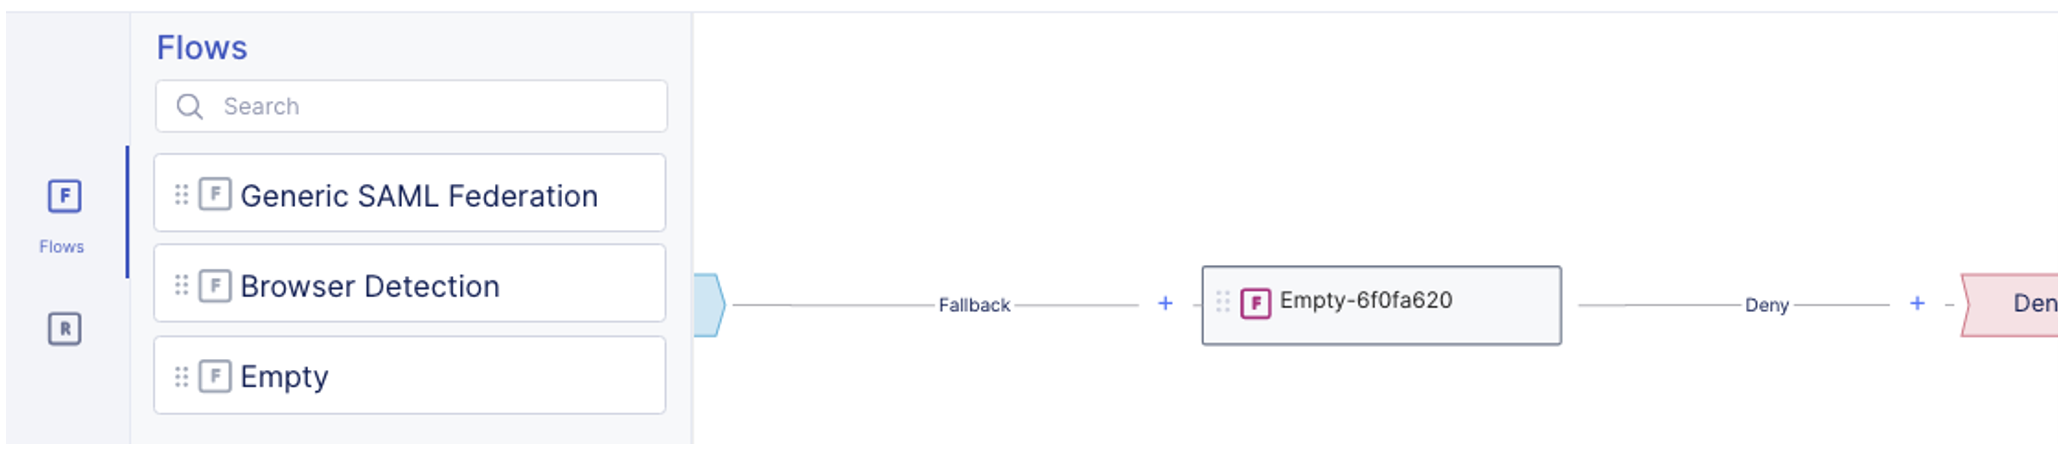 Flows
Search
F Generic SAML Federation
F
Flows
F Browser Detection
R
F Empty
Fallback
+
F Empty-6f0fa620
Deny
+
Den